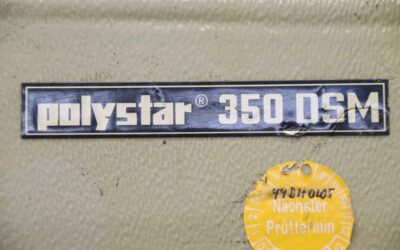 polystar® 350 DSM
Nächster
Prüftermin